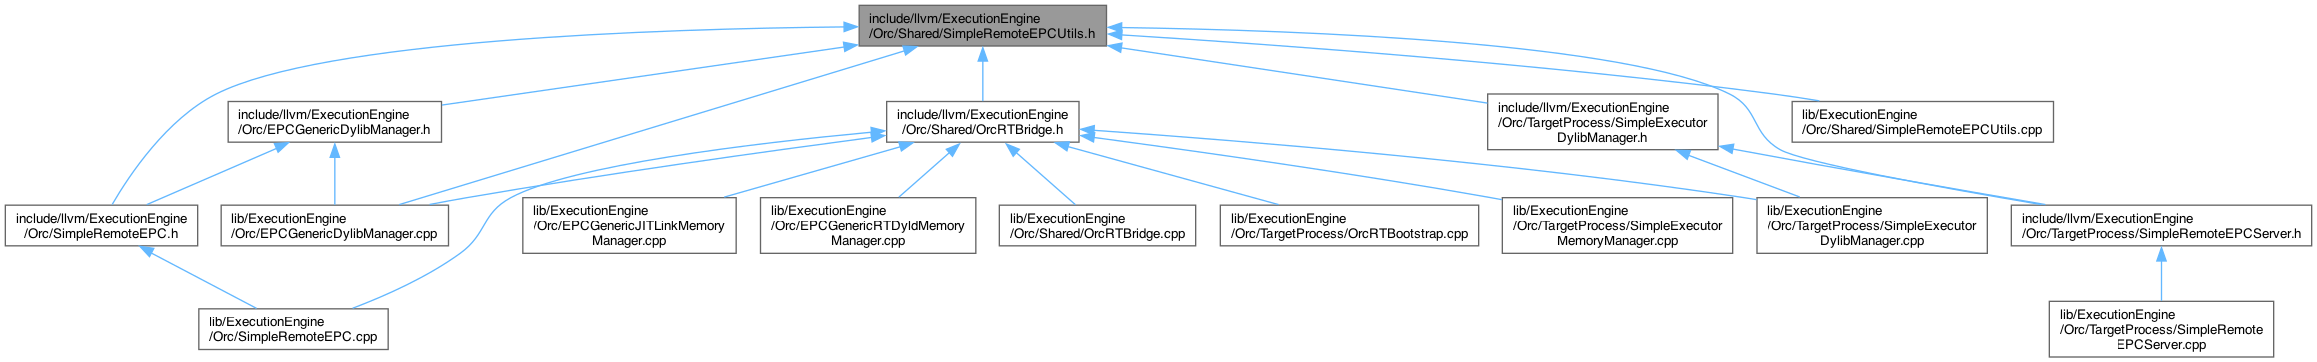 include/llvm/ExecutionEngine
/Orc/Shared/SimpleRemoteEPCUtils.h
include/llvm/ExecutionEngine
/Orc/EPCGenericDylibManager.h
include/llvm/ExecutionEngine
/Orc/Shared/OrcRTBridge.h
include/llvm/ExecutionEngine
/Orc/TargetProcess/SimpleExecutor
DylibManager.h
lib/ExecutionEngine
/Orc/Shared/SimpleRemoteEPCUtils.cpp
include/llvm/ExecutionEngine
/Orc/SimpleRemoteEPC.h
lib/ExecutionEngine
/Orc/EPCGenericDylibManager.cpp
lib/ExecutionEngine
/Orc/EPCGenericJITLinkMemory
Manager.cpp
lib/ExecutionEngine
/Orc/EPCGenericRTDyldMemory
Manager.cpp
lib/ExecutionEngine
/Orc/Shared/OrcRTBridge.cpp
lib/ExecutionEngine
/Orc/TargetProcess/OrcRTBootstrap.cpp
lib/ExecutionEngine
/Orc/TargetProcess/SimpleExecutor
MemoryManager.cpp
lib/ExecutionEngine
/Orc/TargetProcess/SimpleExecutor
DylibManager.cpp
include/llvm/ExecutionEngine
/Orc/TargetProcess/SimpleRemoteEPCServer.h
lib/ExecutionEngine
/Orc/SimpleRemoteEPC.cpp
lib/ExecutionEngine
/Orc/TargetProcess/SimpleRemote
EPCServer.cpp